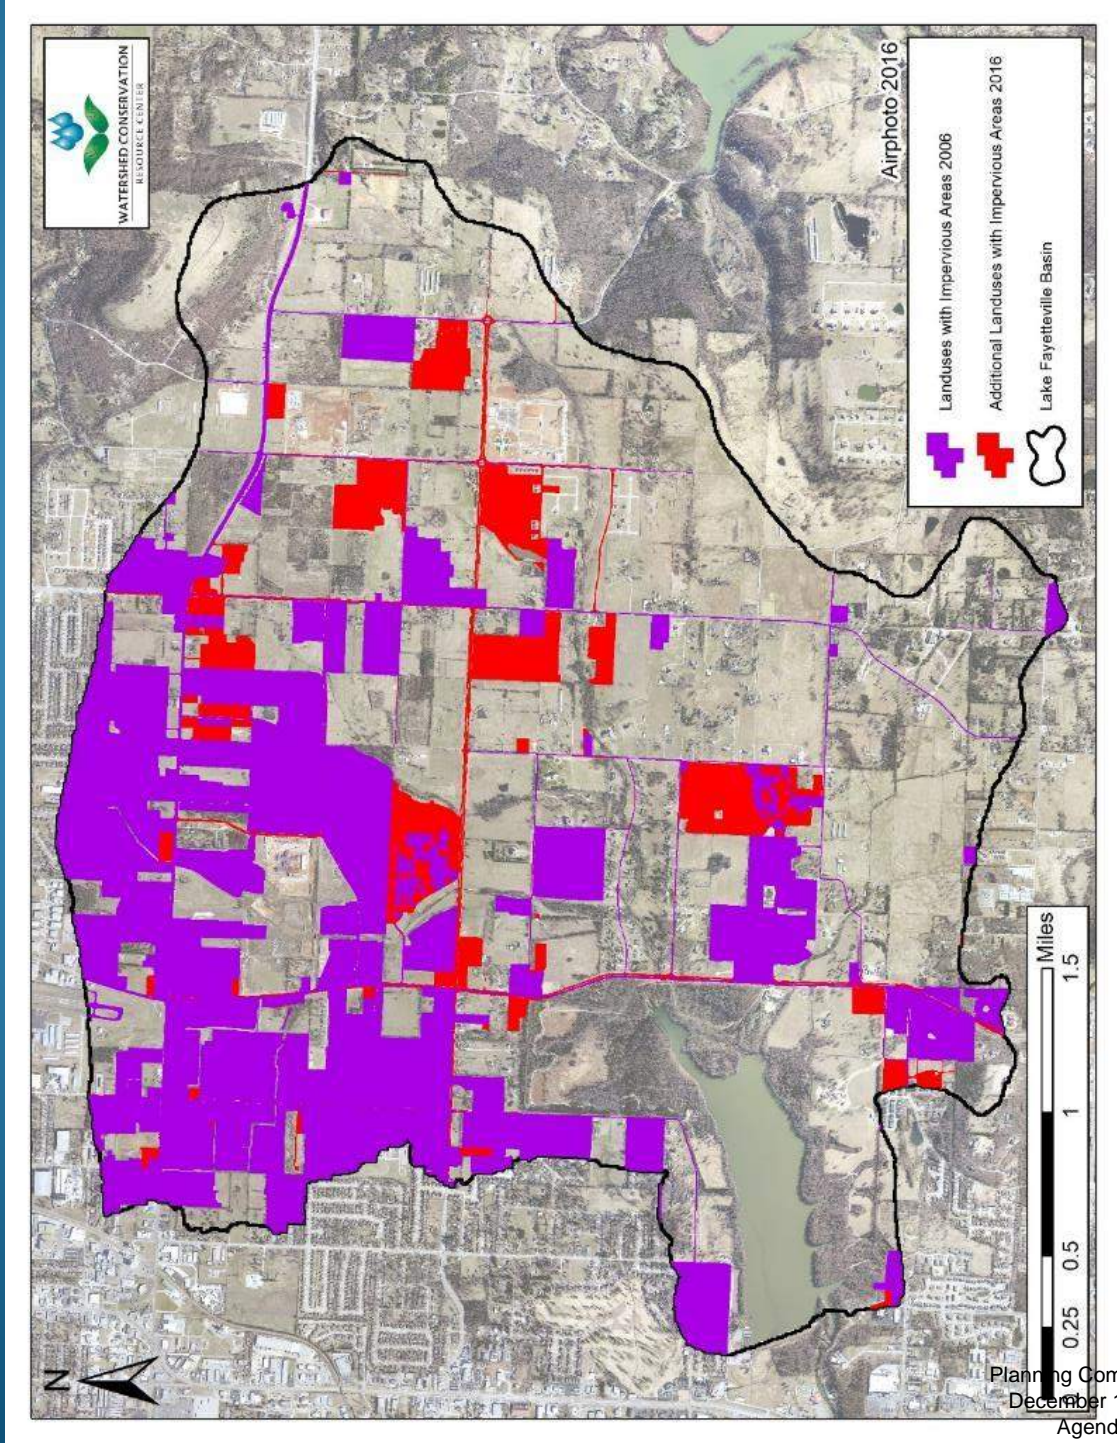 WATERSHED CONSERVATION
RESOURCE CENTER
Airphoto 2016
Landuses with Impervious Areas 2006
Additional Landuses with Impervious Areas 2016
Lake Fayetteville Basin
N
Miles
0.25
0.5
1
1.5
Planning Com
December 1
Agend